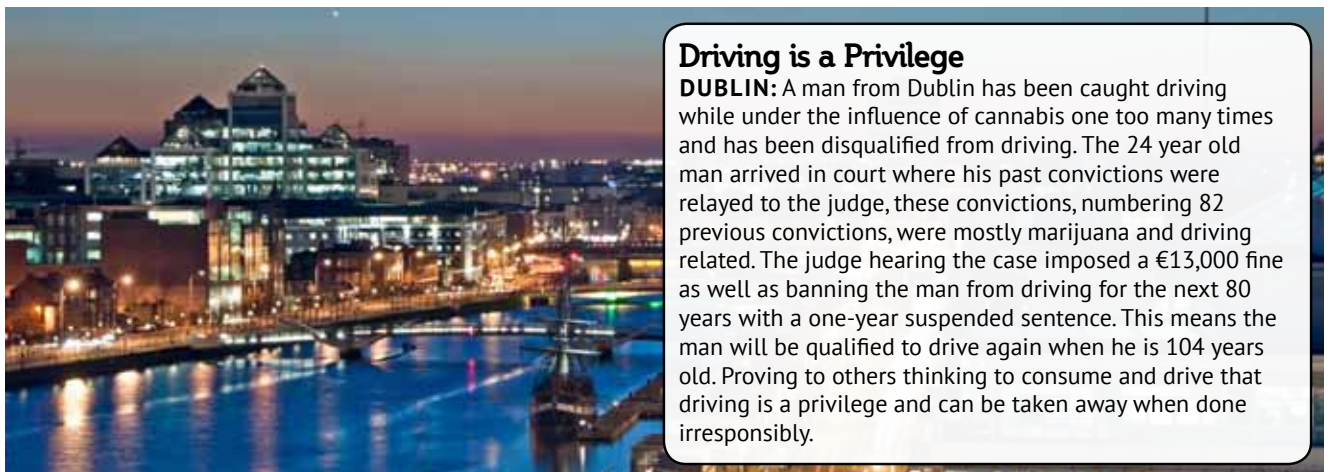 Driving is a Privilege
DUBLIN: A man from Dublin has been caught driving
while under the influence of cannabis one too many times
and has been disqualified from driving. The 24 year old
man arrived in court where his past convictions were
relayed to the judge, these convictions, numbering 82
previous convictions, were mostly marijuana and driving
related. The judge hearing the case imposed a €13,000 fine
as well as banning the man from driving for the next 80
years with a one-year suspended sentence. This means the
man will be qualified to drive again when he is 104 years
old. Proving to others thinking to consume and drive that
driving is a privilege and can be taken away when done
irresponsibly.